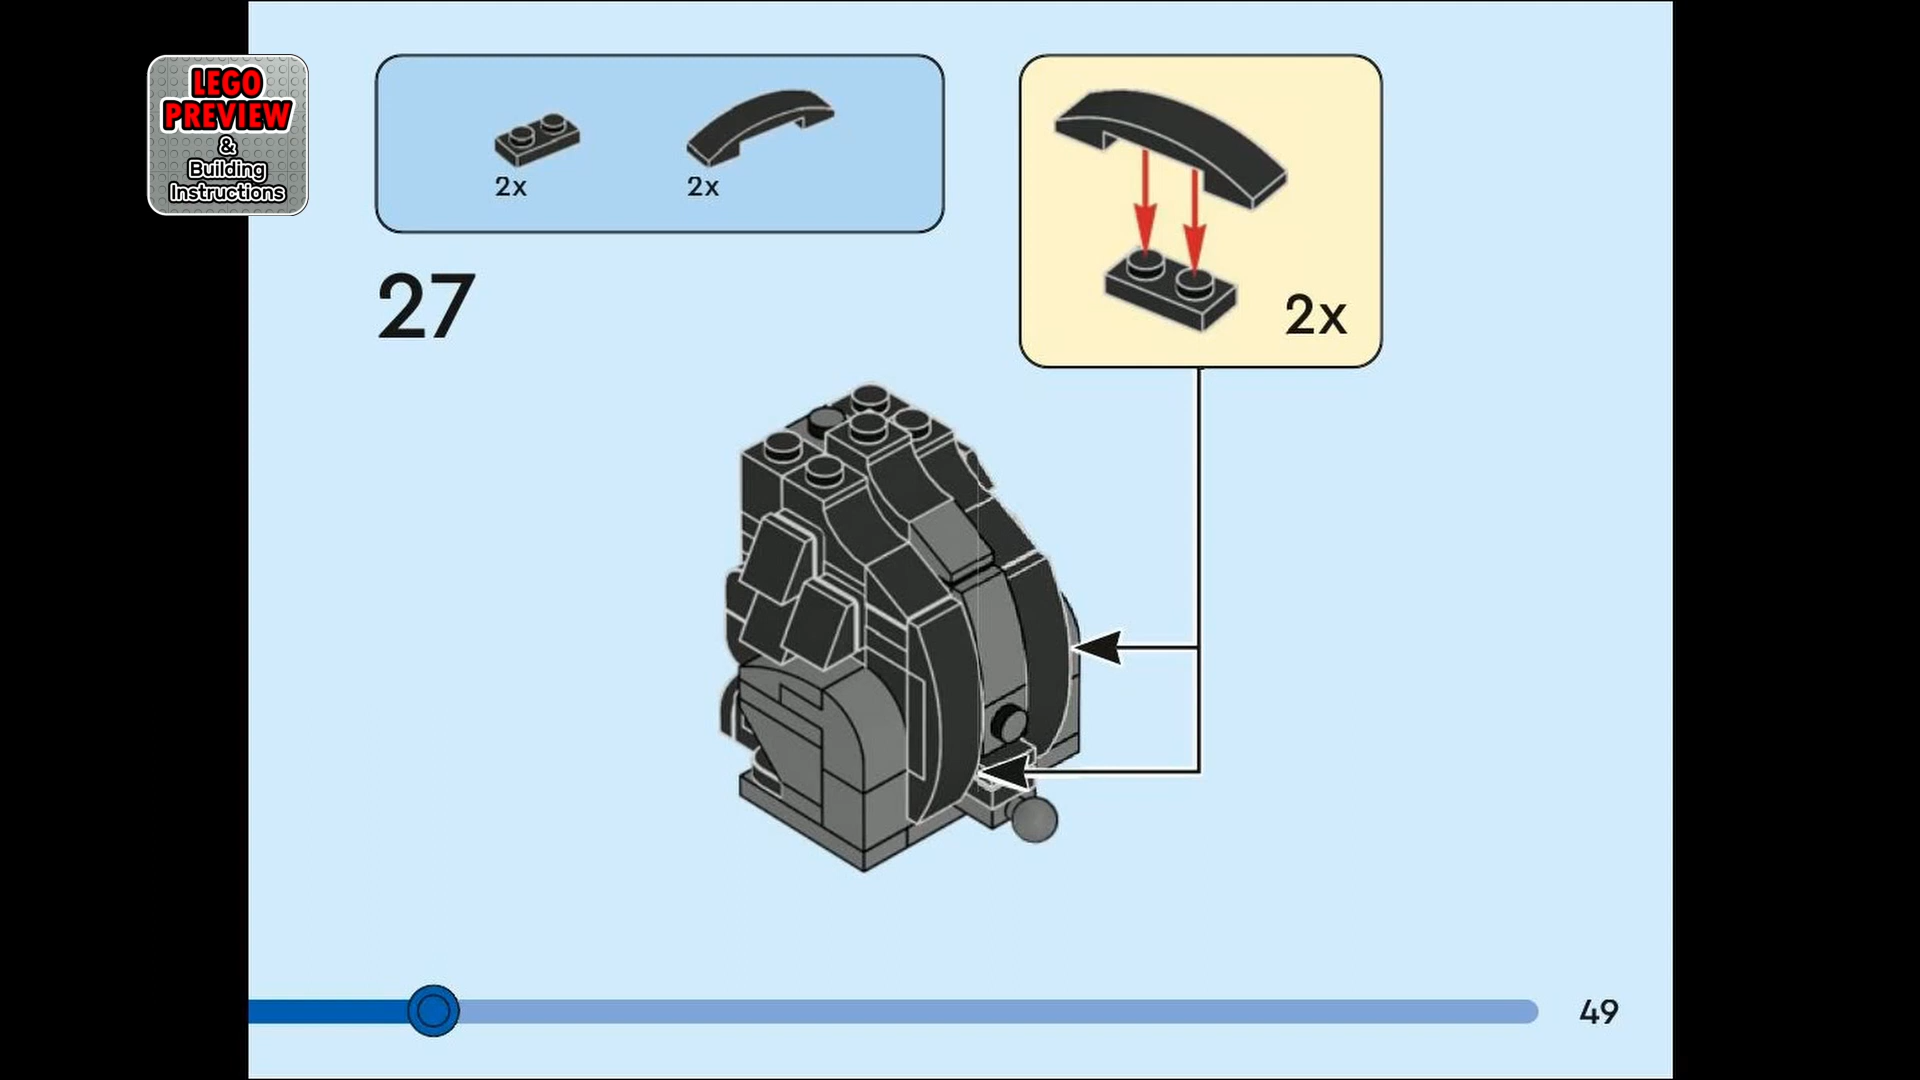 LEGO
PREVIEW
&
Building
Instructions
2x
2x
27
2x
49